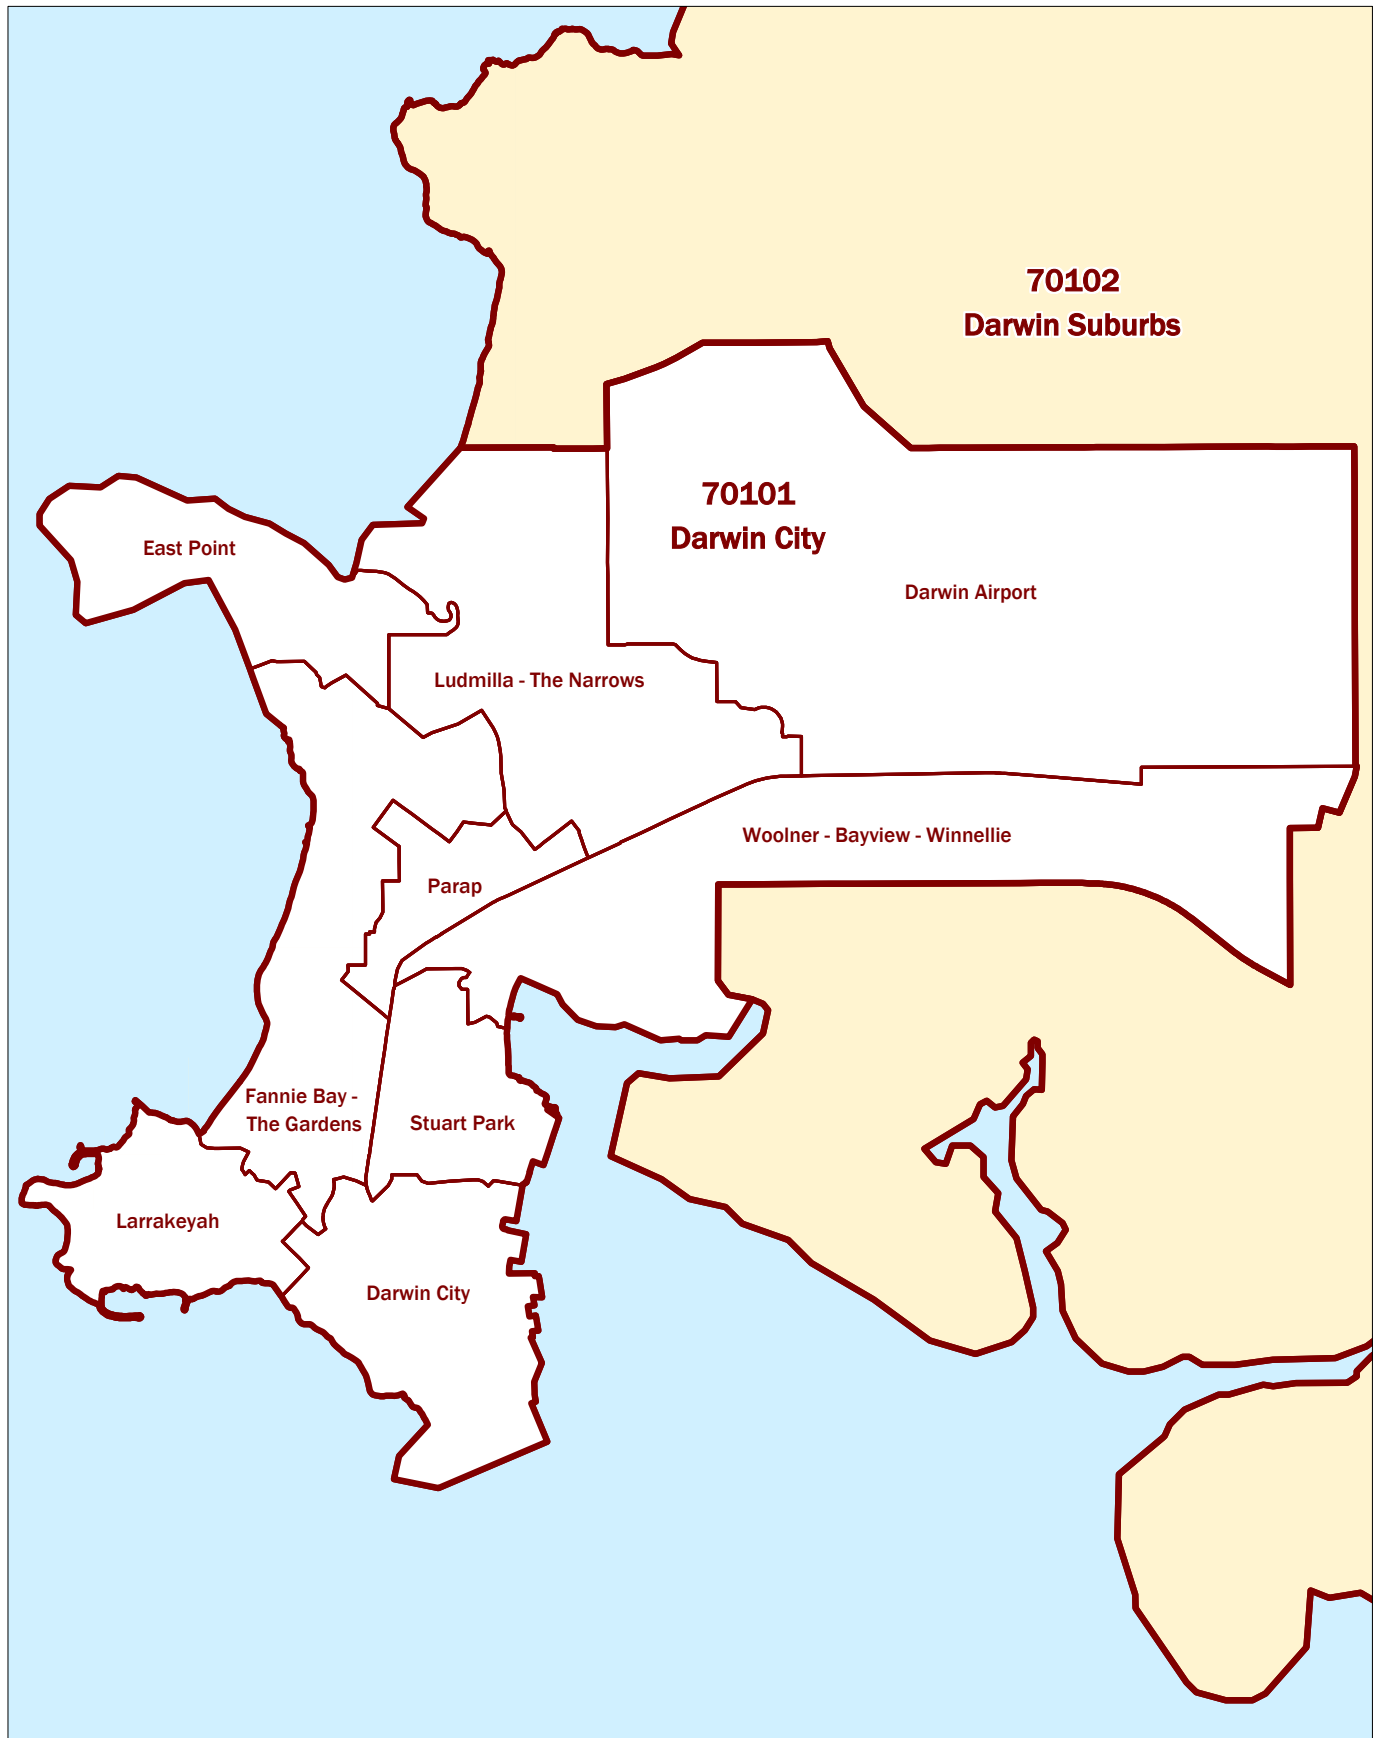 70102
Darwin Suburbs
70101
Darwin City
East Point
Darwin Airport
Ludmilla - The Narrows
Woolner - Bayview - Winnellie
Parap
Fannie Bay -
The Gardens
Stuart Park
Larrakeyah
Darwin City